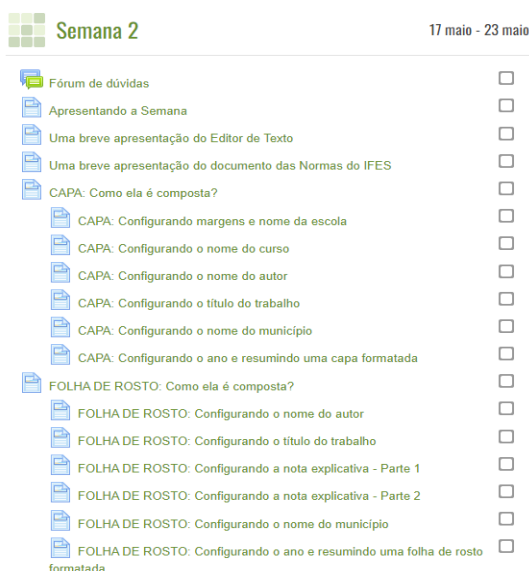 Semana 2
17 maio - 23 maio
Fórum de dúvidas
Apresentando a Semana
Uma breve apresentação do Editor de Texto
Uma breve apresentação do documento das Normas do IFES
CAPA: Como ela é composta?
CAPA: Configurando margens e nome da escola
CAPA: Configurando o nome do curso
CAPA: Configurando o nome do autor
CAPA: Configurando o título do trabalho
CAPA: Configurando o nome do município
CAPA: Configurando o ano e resumindo uma capa formatada
FOLHA DE ROSTO: Como ela é composta?
FOLHA DE ROSTO: Configurando o nome do autor
FOLHA DE ROSTO: Configurando o título do trabalho
FOLHA DE ROSTO: Configurando a nota explicativa - Parte 1
FOLHA DE ROSTO: Configurando a nota explicativa - Parte 2
FOLHA DE ROSTO: Configurando o nome do município
FOLHA DE ROSTO: Configurando o ano e resumindo uma folha de rosto
formatada